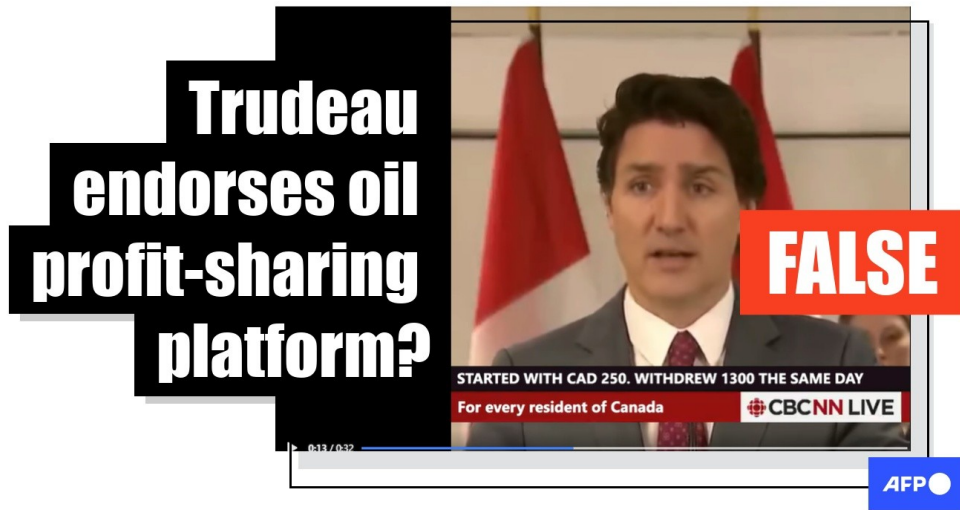 Trudeau
endorses oil
profit-sharing
platform?
FALSE
STARTED WITH CAD 250. WITHDREW 1300 THE SAME DAY
For every resident of Canada
CBCNN LIVE
0:13 / 0:32
AFP